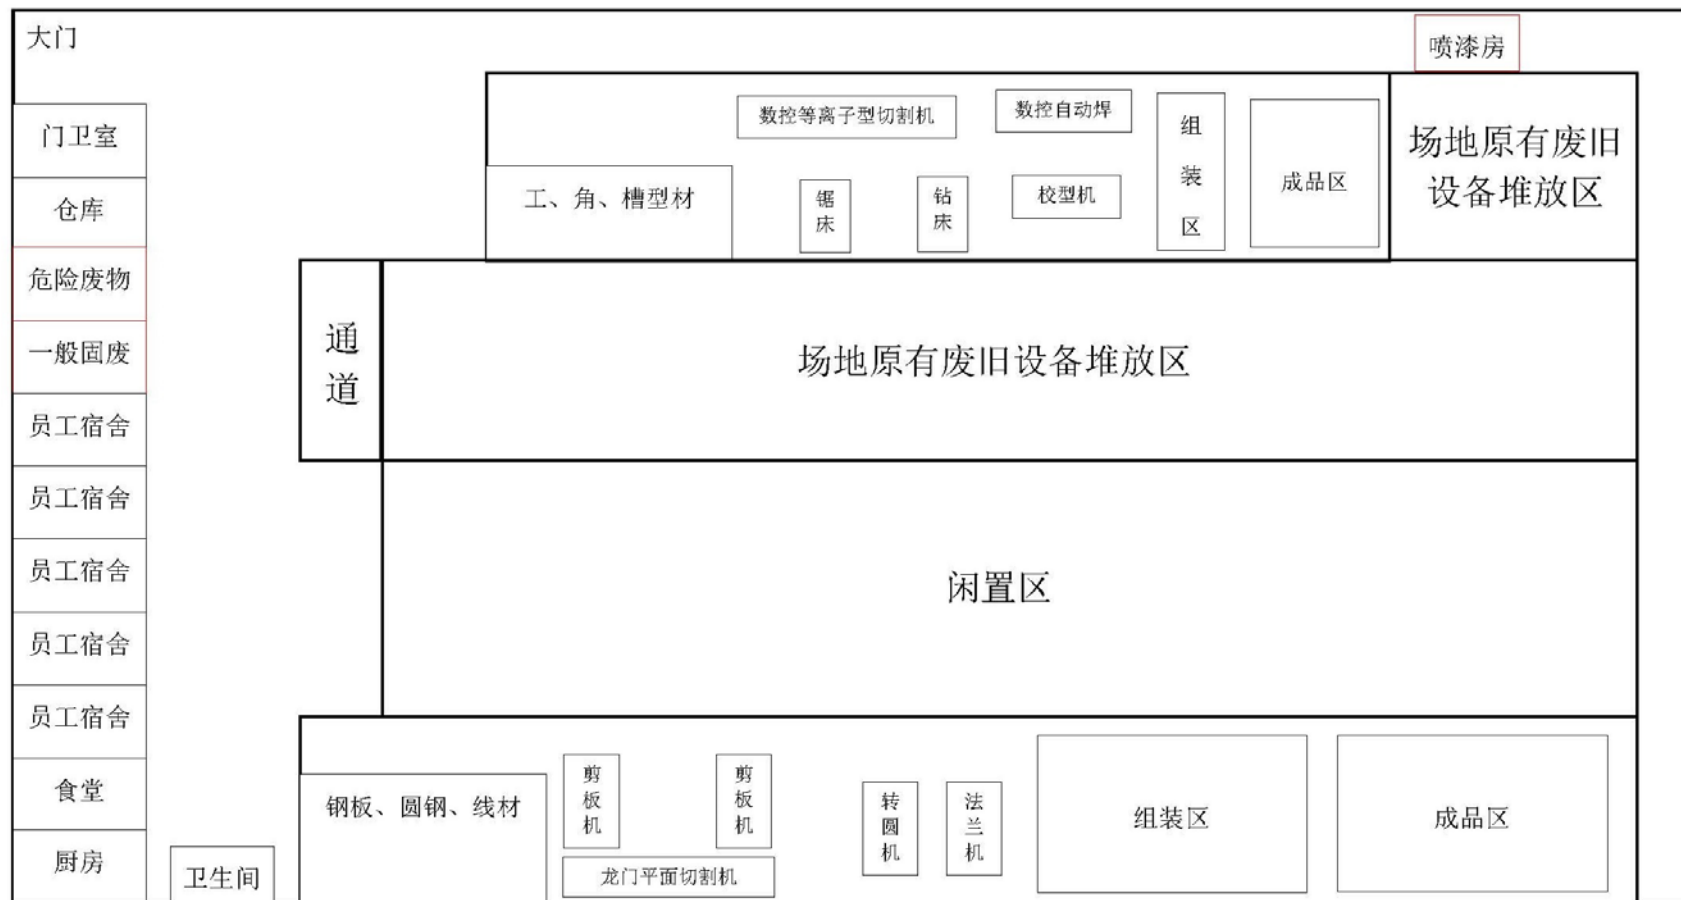 大门
喷漆房
门卫室
仓库
危险废物
一般固废
员工宿舍
员工宿舍
员工宿舍
员工宿舍
员工宿舍
食堂
厨房
卫生间
数控等离子型切割机
数控自动焊
组装区
成品区
场地原有废旧
设备堆放区
工、角、槽型材
锯床
钻床
校型机
通道
场地原有废旧设备堆放区
闲置区
钢板、圆钢、线材
剪板机
剪板机
龙门平面切割机
转圆机
法兰机
组装区
成品区